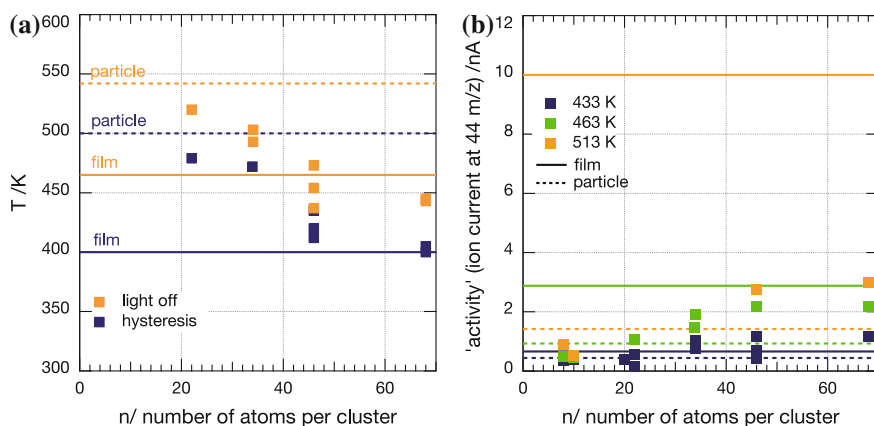 (a)
600
550
500
450
400
350
300
T /K
particle
particle
film
film
light off
hysteresis
0
20
40
60
n/ number of atoms per cluster
(b)
12
10
8
6
4
2
0
'activity' (ion current at 44 m/z) /nA
433 K
463 K
513 K
film
particle
0
20
40
60
n/ number of atoms per cluster